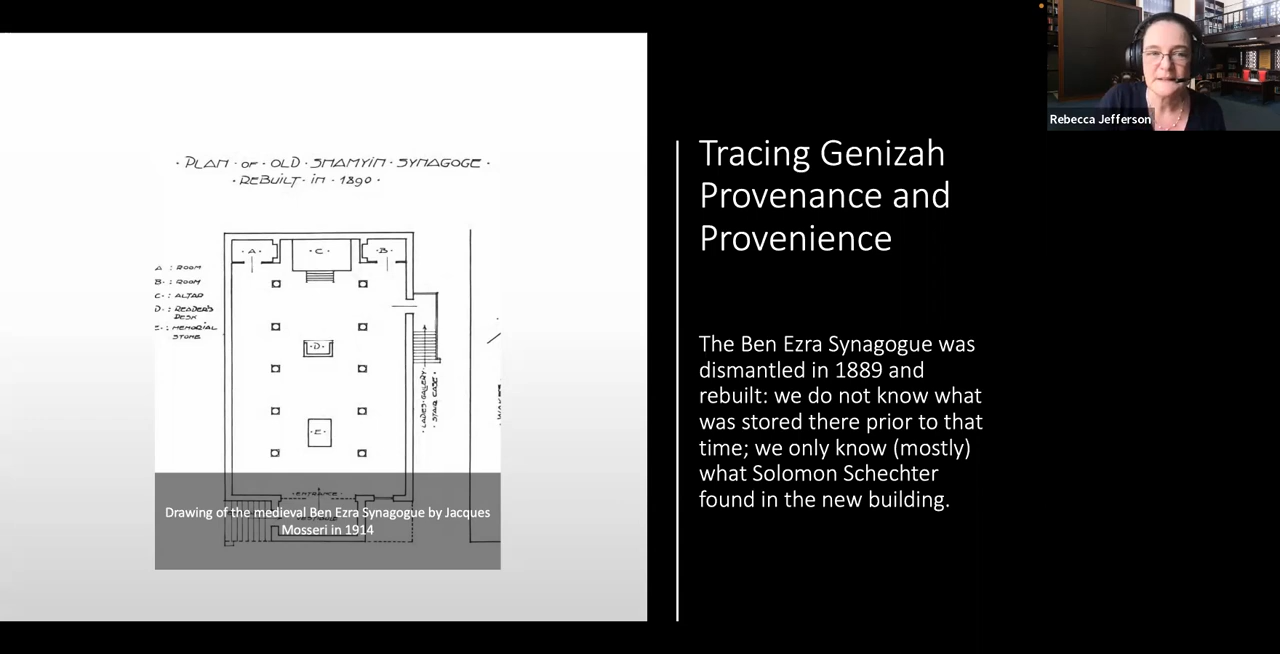 · PLAN · OF · OLD · SHAMYIN · SYNAGOGE ·
· REBUILT · IN · 1890 ·
A : ROOM
B : ROOM
C : ALTAR
D : READER'S
DESK
E : MEMORIAL
STONE
· A ·
· C ·
· B ·
· D ·
· E ·
LADIES · GALLERY ·
· STAIR CASE ·
· ENTRANCE ·
Drawing of the medieval Ben Ezra Synagogue by Jacques
Mosseri in 1914
Tracing Genizah
Provenance and
Provenience
The Ben Ezra Synagogue was
dismantled in 1889 and
rebuilt: we do not know what
was stored there prior to that
time; we only know (mostly)
what Solomon Schechter
found in the new building.
Rebecca Jefferson